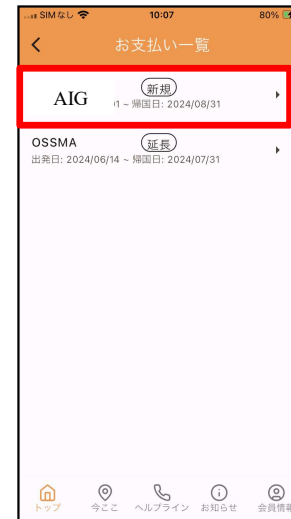 SIMなし 10:07 80%
お支払い一覧
AIG 新規
~ 帰国日: 2024/08/31
OSSMA 延長
出発日: 2024/06/14 ~ 帰国日: 2024/07/31
トップ 今ここ ヘルプライン お知らせ 会員情報